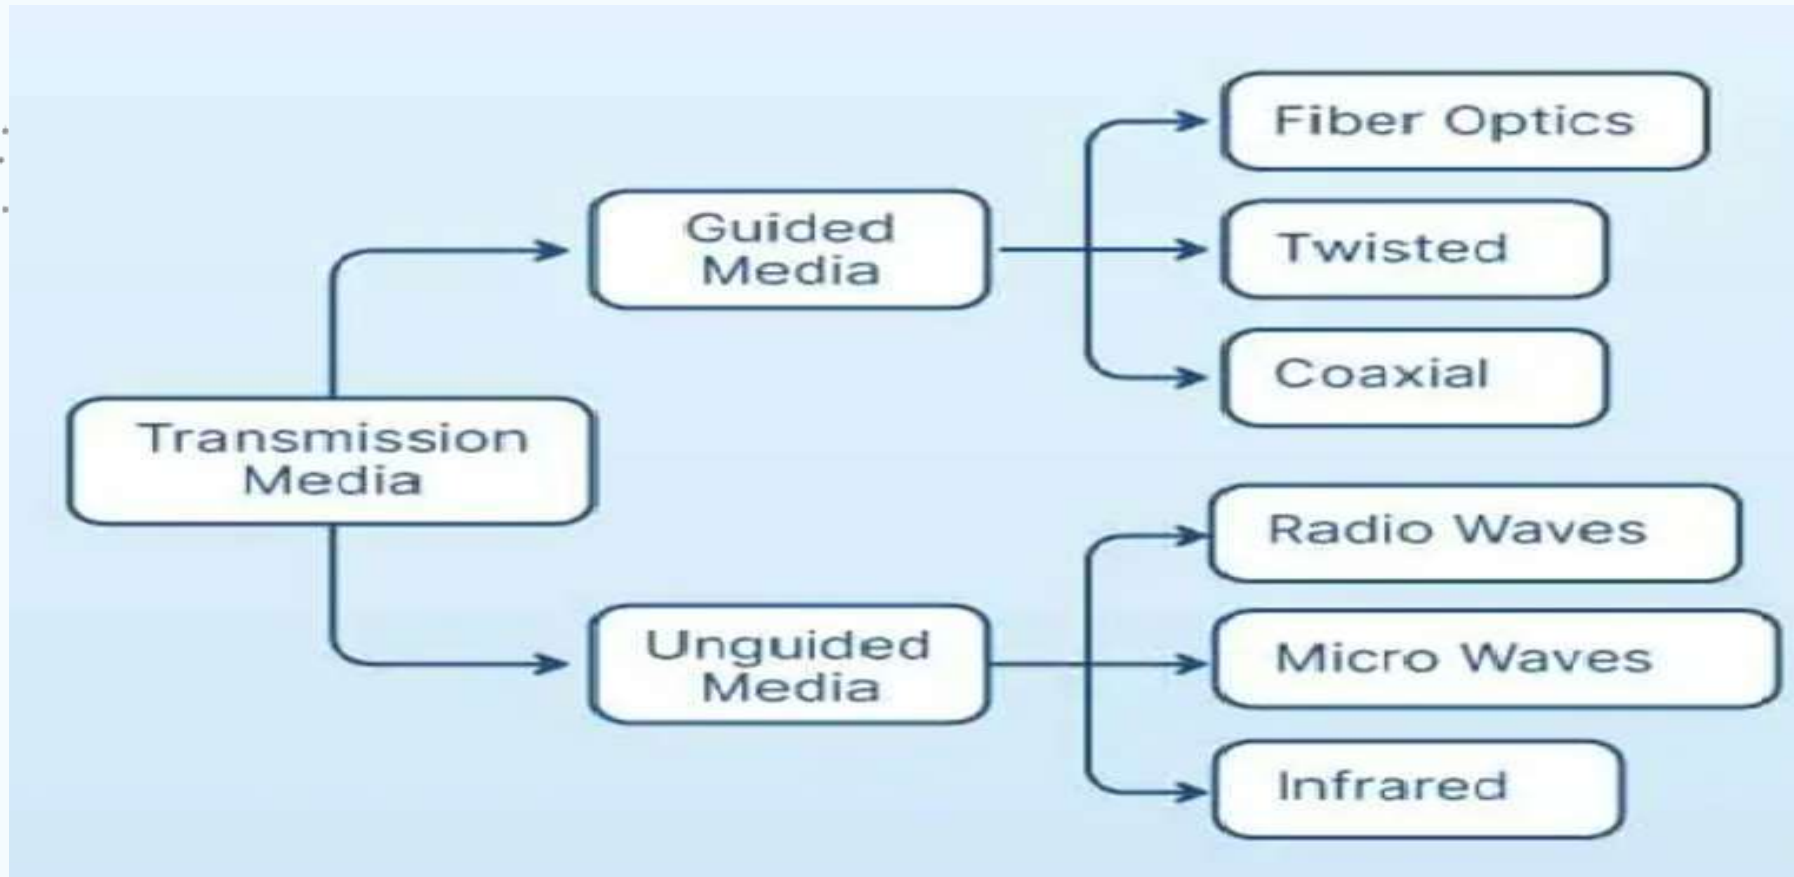 Fiber Optics
Guided
Media
Twisted
Coaxial
Transmission
Media
Radio Waves
Unguided
Media
Micro Waves
Infrared